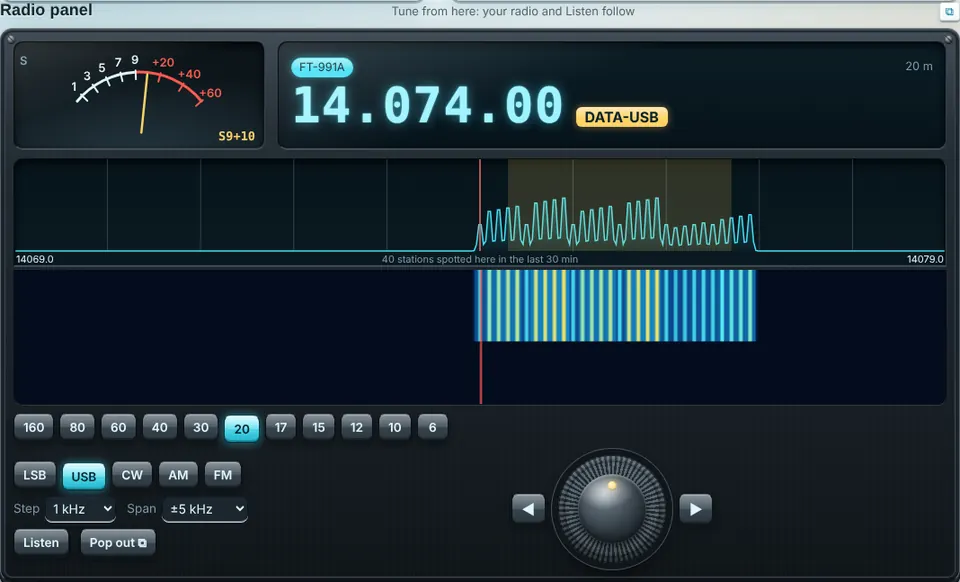 Radio panel
Tune from here: your radio and Listen follow
⧉
S
1 3 5 7 9 +20 +40 +60
S9+10
FT-991A
20 m
14.074.00 DATA-USB
14069.0 40 stations spotted here in the last 30 min 14079.0
160 80 60 40 30 20 17 15 12 10 6
LSB USB CW AM FM
Step 1 kHz Span ±5 kHz
◀ ▶
Listen Pop out ⧉